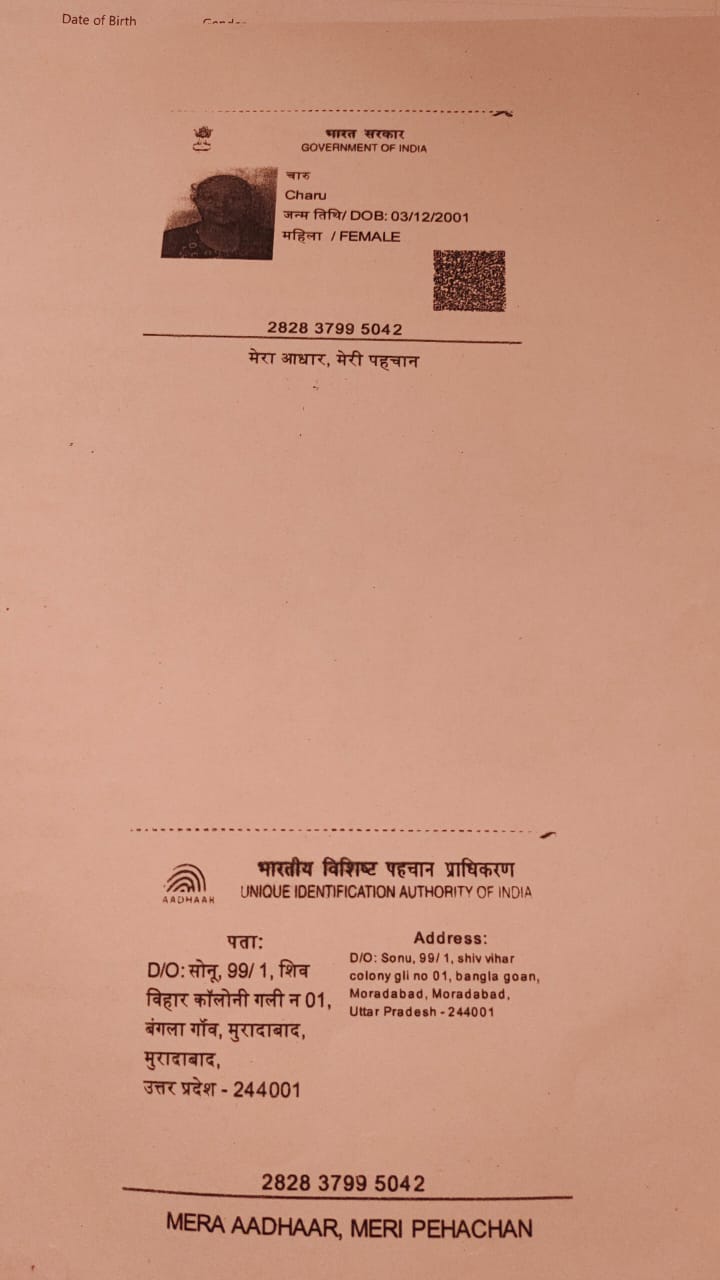 Date of Birth
भारत सरकार
GOVERNMENT OF INDIA
चारु
Charu
जन्म तिथि/ DOB: 03/12/2001
महिला / FEMALE
2828 3799 5042
मेरा आधार, मेरी पहचान
भारतीय विशिष्ट पहचान प्राधिकरण
AADHAAR
UNIQUE IDENTIFICATION AUTHORITY OF INDIA
पता:
D/O: सोनू, 99/ 1, शिव
विहार कॉलोनी गली न 01,
बंगला गॉव, मुरादाबाद,
मुरादाबाद,
उत्तर प्रदेश - 244001
Address:
D/O: Sonu, 99/ 1, shiv vihar
colony gli no 01, bangla goan,
Moradabad, Moradabad,
Uttar Pradesh - 244001
2828 3799 5042
MERA AADHAAR, MERI PEHACHAN